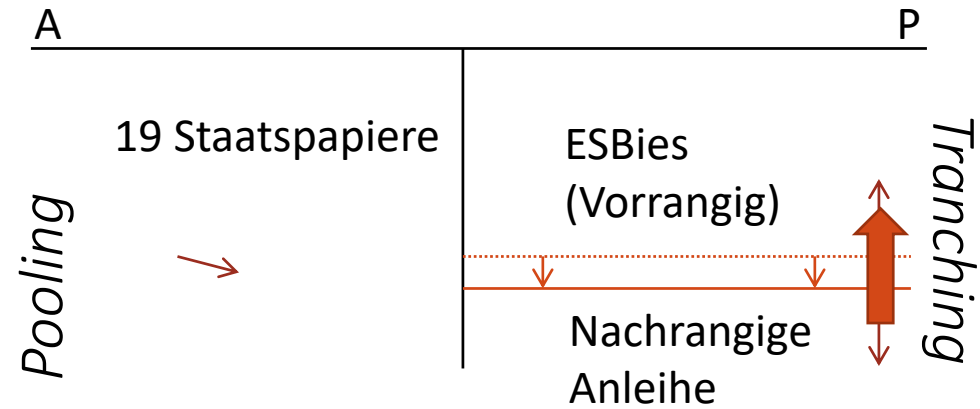 A
P
19 Staatspapiere
ESBies
(Vorrangig)
Nachrangige
Anleihe
Pooling
Tranching